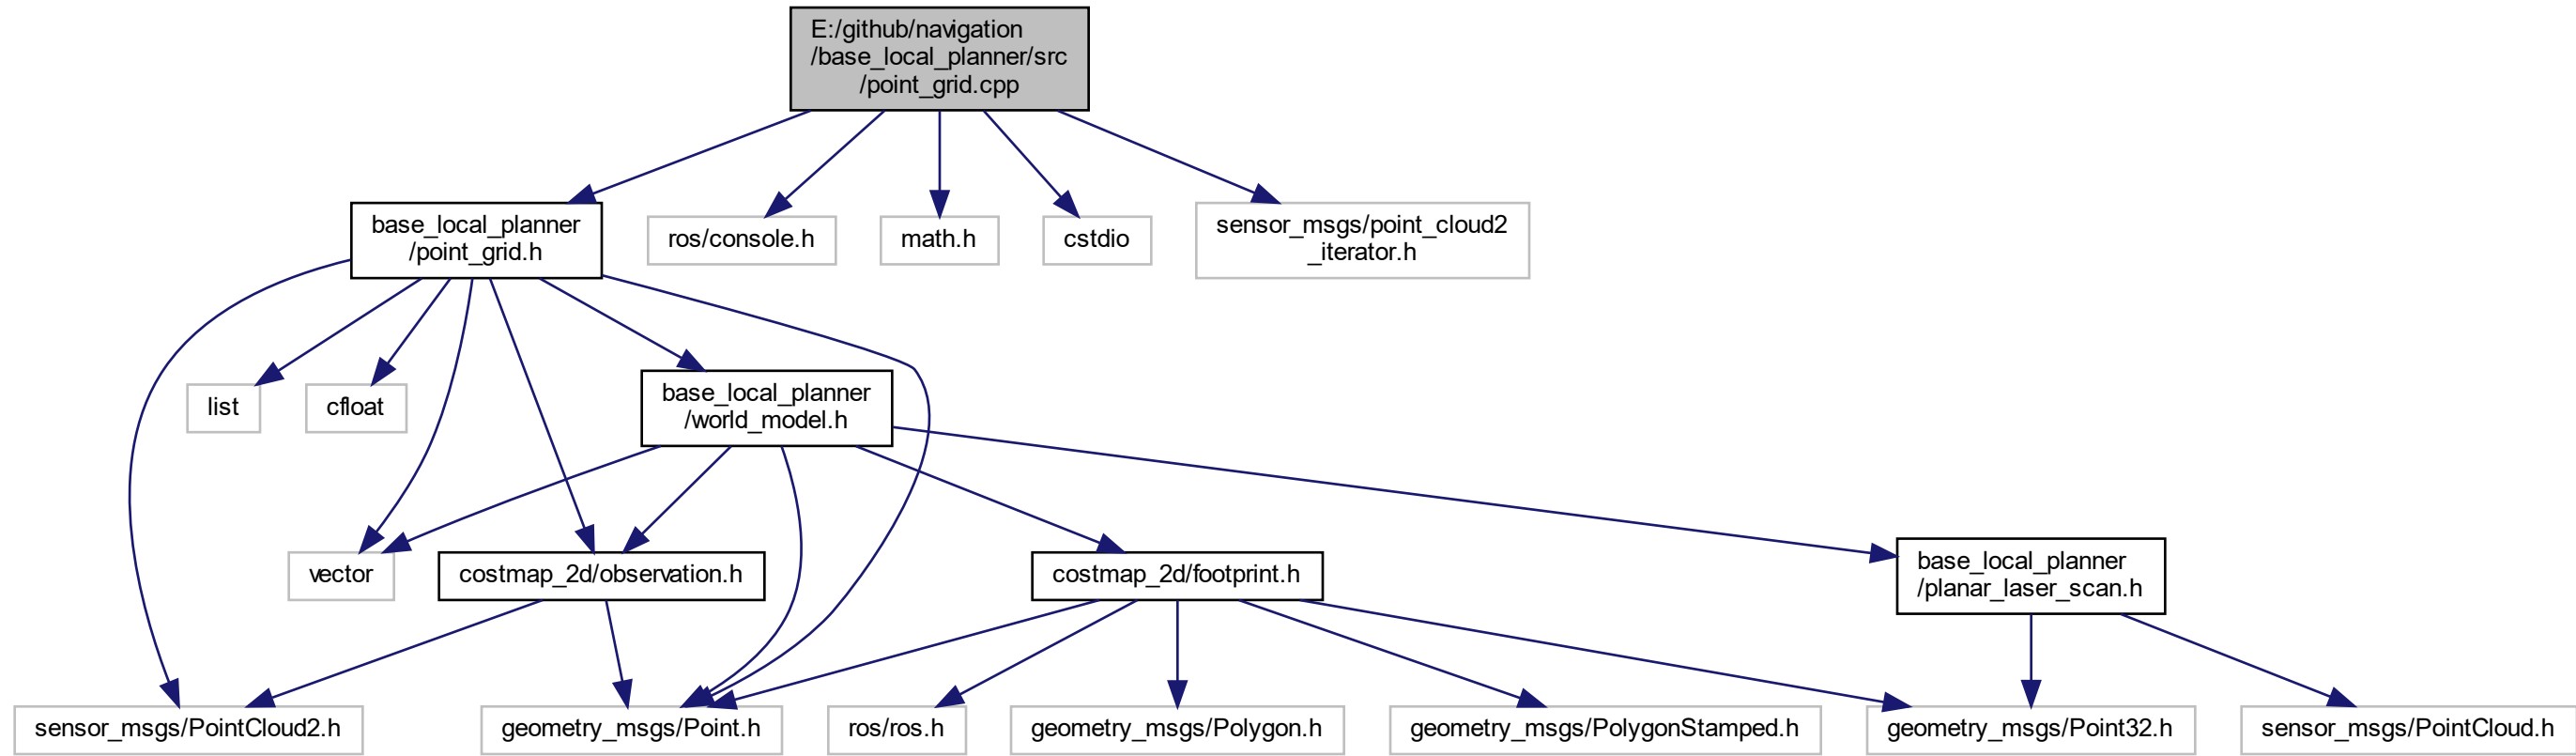 E:/github/navigation
/base_local_planner/src
/point_grid.cpp
base_local_planner
/point_grid.h
ros/console.h
math.h
cstdio
sensor_msgs/point_cloud2
_iterator.h
list
cfloat
base_local_planner
/world_model.h
vector
costmap_2d/observation.h
costmap_2d/footprint.h
base_local_planner
/planar_laser_scan.h
sensor_msgs/PointCloud2.h
geometry_msgs/Point.h
ros/ros.h
geometry_msgs/Polygon.h
geometry_msgs/PolygonStamped.h
geometry_msgs/Point32.h
sensor_msgs/PointCloud.h